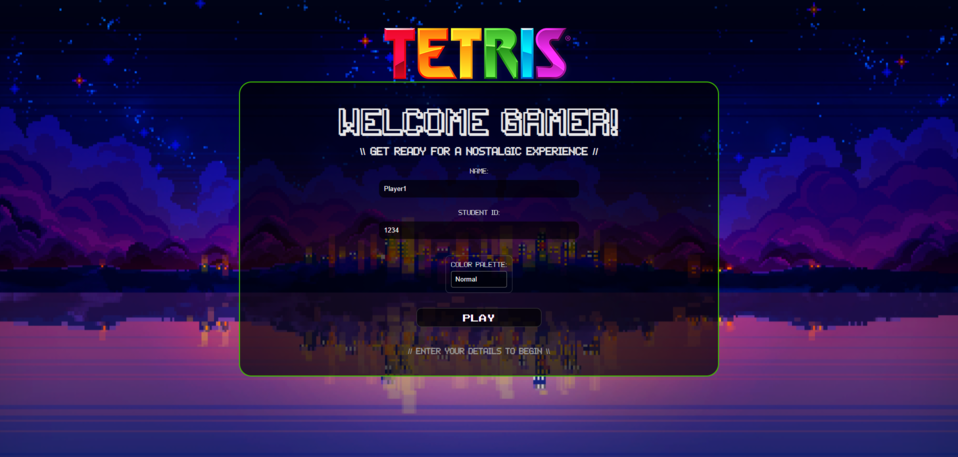 TETRIS®
WELCOME GAMER!
\\ GET READY FOR A NOSTALGIC EXPERIENCE //
NAME:
Player1
STUDENT ID:
1234
COLOR PALETTE:
Normal
PLAY
// ENTER YOUR DETAILS TO BEGIN \\